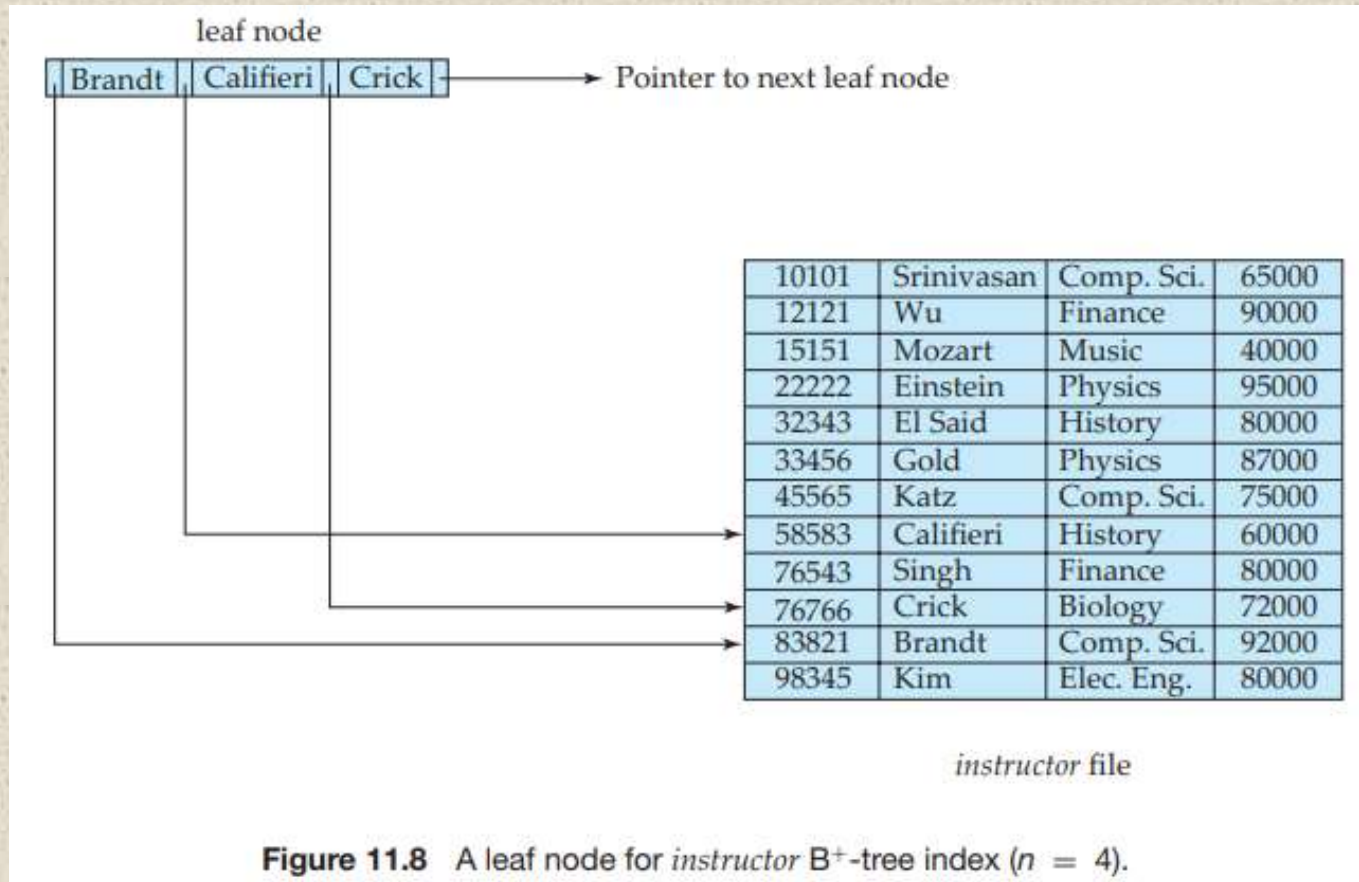 leaf node
Brandt Califieri Crick
Pointer to next leaf node
10101 Srinivasan Comp. Sci. 65000
12121 Wu Finance 90000
15151 Mozart Music 40000
22222 Einstein Physics 95000
32343 El Said History 80000
33456 Gold Physics 87000
45565 Katz Comp. Sci. 75000
58583 Califieri History 60000
76543 Singh Finance 80000
76766 Crick Biology 72000
83821 Brandt Comp. Sci. 92000
98345 Kim Elec. Eng. 80000
instructor file
Figure 11.8 A leaf node for instructor B⁺-tree index (n = 4).